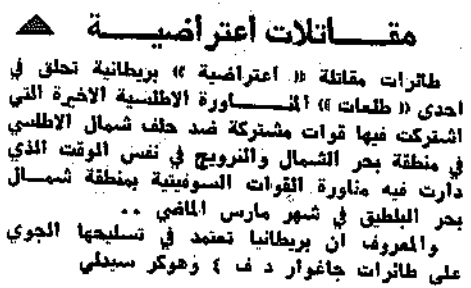 مقـــاتلات اعتراضيـــة
طائرات مقاتلة (( اعتراضية )) بريطانية تحلق في
احدى (( طلعات )) المنـــاورة الاطلسية الاخيرة التي
اشتركت فيها قوات مشتركة ضد حلف شمال الاطلسي
في منطقة بحر الشمال والنرويج في نفس الوقت الذي
دارت فيه مناورة القوات السوفيتية بمنطقة شمـــال
بحر البلطيق في شهر مارس الماضي ..
والمعروف ان بريطانيا تعتمد في تسليحها الجوي
على طائرات جاغوار د ف ٤ وهوكر سيدلي